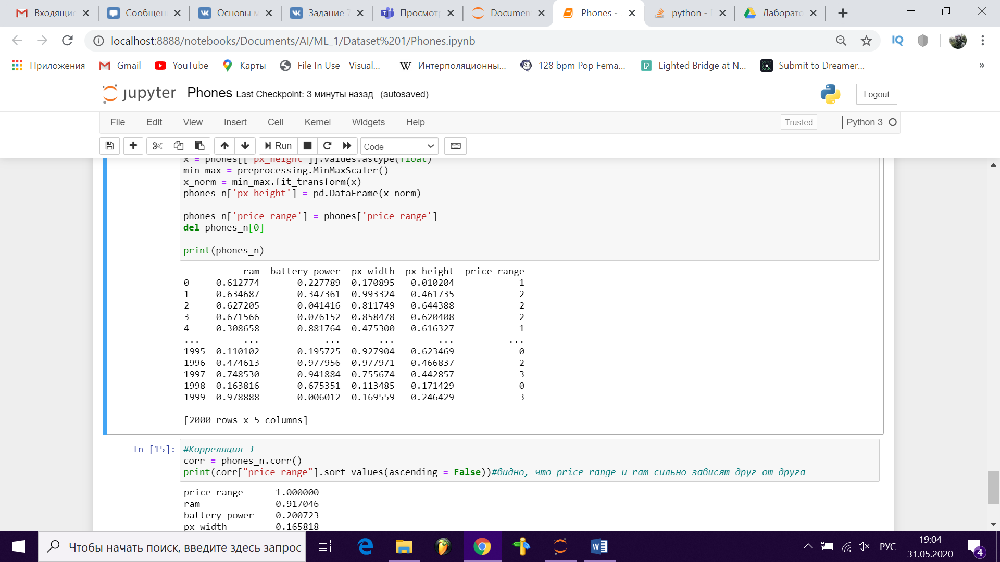 Входящие
Сообщен
Основы м
Задание 7
Просмотр
Documen
Phones -
python -
Лаборато
localhost:8888/notebooks/Documents/AI/ML_1/Dataset%201/Phones.ipynb
IQ
Приложения
Gmail
YouTube
Карты
File In Use - Visual...
W Интерполяционны...
128 bpm Pop Fema...
Lighted Bridge at N...
Submit to Dreamer...
»
jupyter Phones Last Checkpoint: 3 минуты назад (autosaved)
Logout
File Edit View Insert Cell Kernel Widgets Help
Trusted
Python 3
Run
Code
x = phones[['px_height']].values.astype(float)
min_max = preprocessing.MinMaxScaler()
x_norm = min_max.fit_transform(x)
phones_n['px_height'] = pd.DataFrame(x_norm)
phones_n['price_range'] = phones['price_range']
del phones_n[0]
print(phones_n)
ram battery_power px_width px_height price_range
0 0.612774 0.227789 0.170895 0.010204 1
1 0.634687 0.347361 0.993324 0.461735 2
2 0.627205 0.041416 0.811749 0.644388 2
3 0.671566 0.076152 0.858478 0.620408 2
4 0.308658 0.881764 0.475300 0.616327 1
... ... ... ... ... ...
1995 0.110102 0.195725 0.927904 0.623469 0
1996 0.474613 0.977956 0.977971 0.466837 2
1997 0.748530 0.941884 0.755674 0.442857 3
1998 0.163816 0.675351 0.113485 0.171429 0
1999 0.978888 0.006012 0.169559 0.246429 3
[2000 rows x 5 columns]
In [15]:
#Корреляция 3
corr = phones_n.corr()
print(corr["price_range"].sort_values(ascending = False))#видно, что price_range и ram сильно зависят друг от друга
price_range 1.000000
ram 0.917046
battery_power 0.200723
px_width 0.165818
Чтобы начать поиск, введите здесь запрос
РУС
19:04
31.05.2020
4